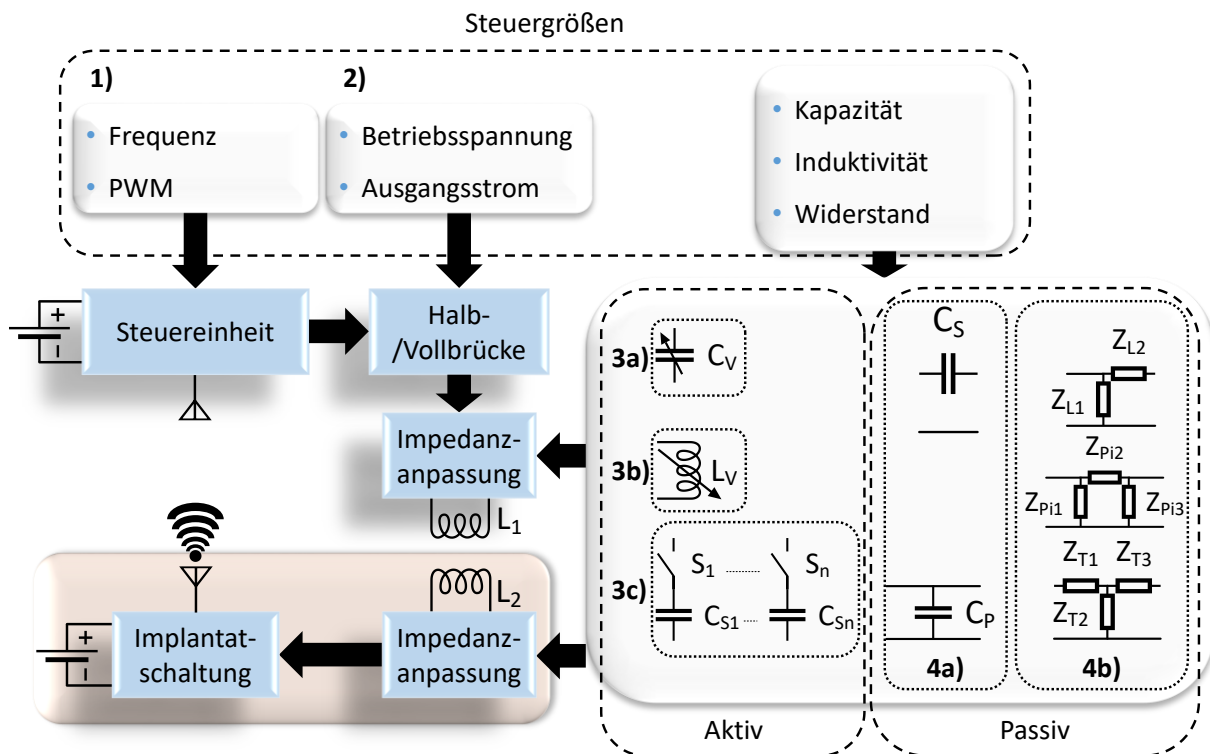 Steuergrößen
1)
2)
• Frequenz
• PWM
• Betriebsspannung
• Ausgangsstrom
• Kapazität
• Induktivität
• Widerstand
+
−
Steuereinheit
Halb-
/Vollbrücke
Impedanz-
anpassung
L1
L2
+
−
Implantat-
schaltung
Impedanz-
anpassung
3a)
CV
3b)
LV
3c)
S1 ........... Sn
CS1 ..... CSn
Aktiv
CS
CP
4a)
ZL2
ZL1
ZPi2
ZPi1
ZPi3
ZT1
ZT3
ZT2
4b)
Passiv